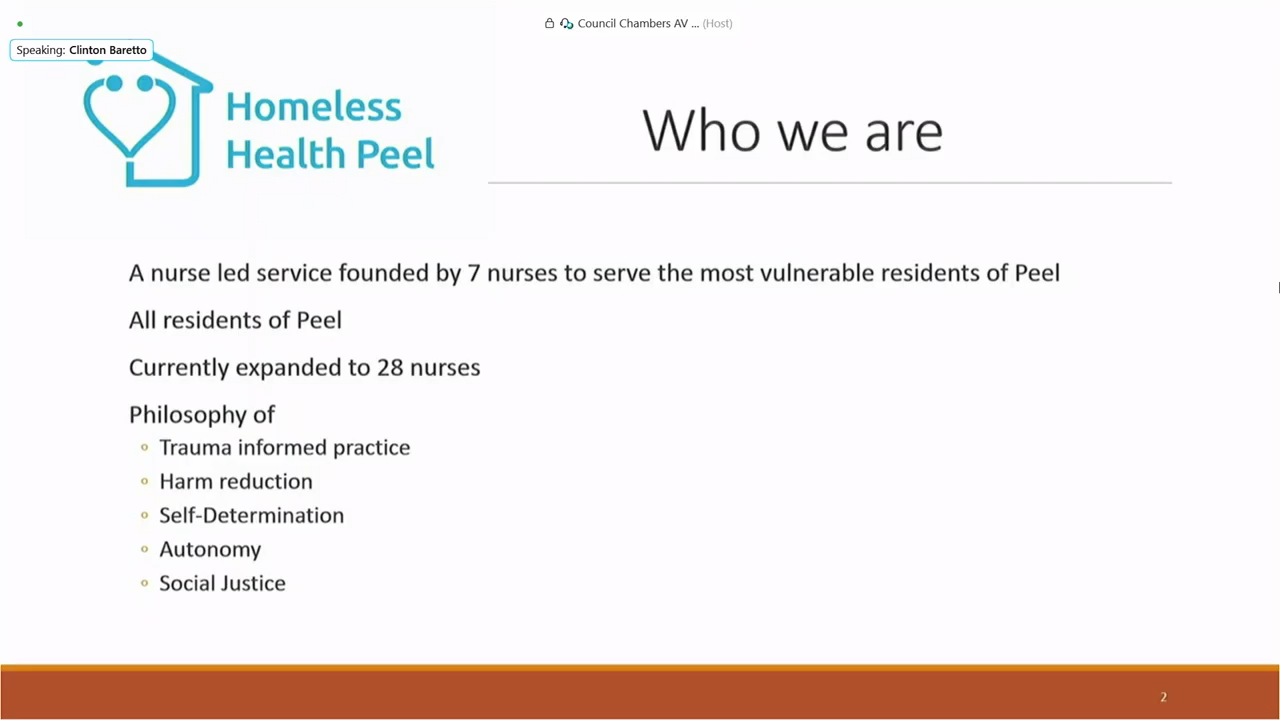 Council Chambers AV ... (Host)
Speaking: Clinton Baretto
Homeless
Health Peel
Who we are
A nurse led service founded by 7 nurses to serve the most vulnerable residents of Peel
All residents of Peel
Currently expanded to 28 nurses
Philosophy of
Trauma informed practice
Harm reduction
Self-Determination
Autonomy
Social Justice
2